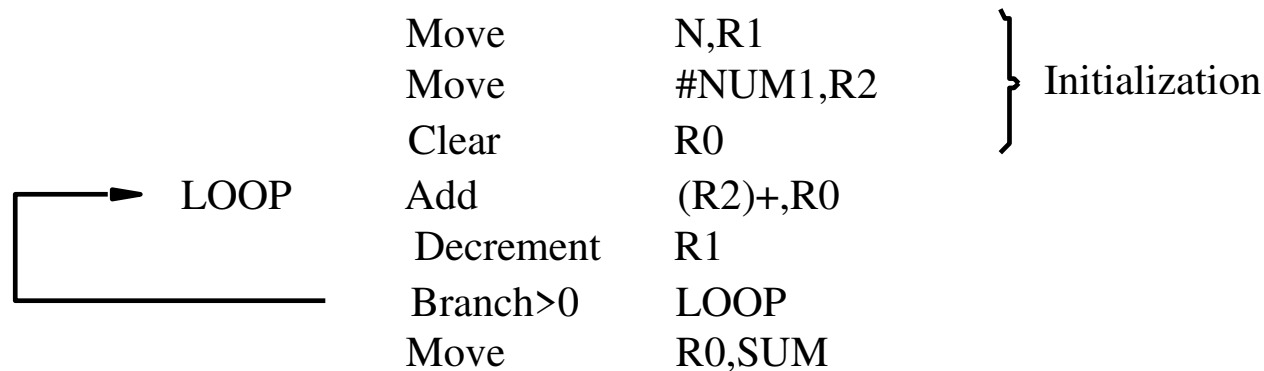 Move N,R1
Move #NUM1,R2 Initialization
Clear R0
LOOP Add (R2)+,R0
Decrement R1
Branch>0 LOOP
Move R0,SUM